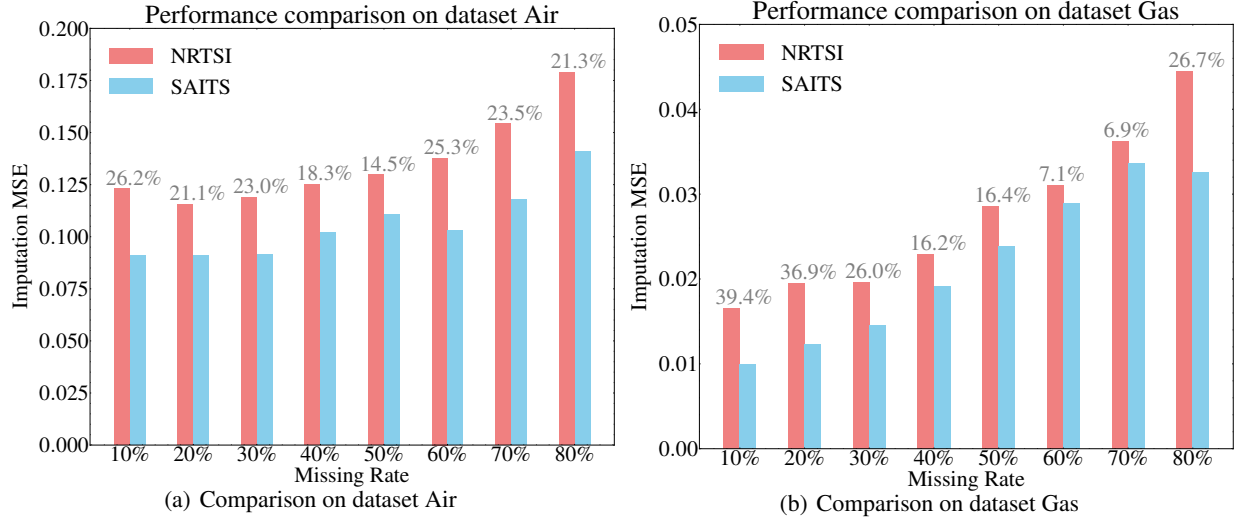 Performance comparison on dataset Air
0.200
0.175
0.150
0.125
0.100
0.075
0.050
0.025
0.000
Imputation MSE
NRTSI
SAITS
26.2%
21.1%
23.0%
18.3%
14.5%
25.3%
23.5%
21.3%
10% 20% 30% 40% 50% 60% 70% 80%
Missing Rate
(a) Comparison on dataset Air
Performance comparison on dataset Gas
0.05
0.04
0.03
0.02
0.01
0.00
Imputation MSE
NRTSI
SAITS
39.4%
36.9%
26.0%
16.2%
16.4%
7.1%
6.9%
26.7%
10% 20% 30% 40% 50% 60% 70% 80%
Missing Rate
(b) Comparison on dataset Gas